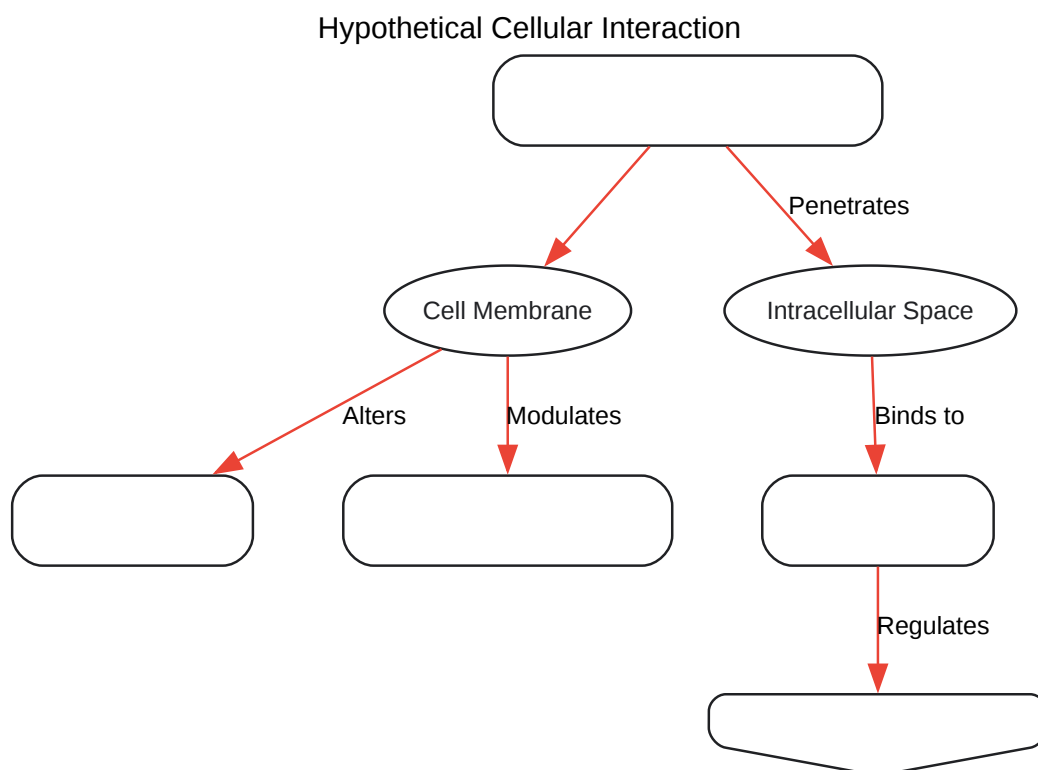 Hypothetical Cellular Interaction
Penetrates
Cell Membrane
Intracellular Space
Alters
Modulates
Binds to
Regulates